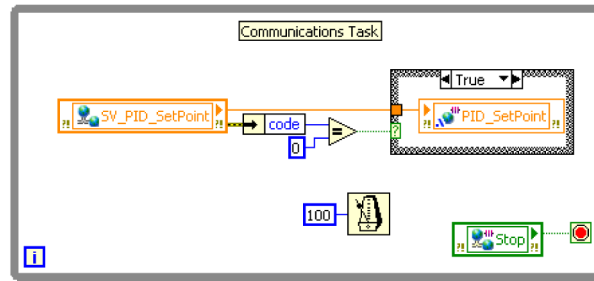 Communications Task
True
SV_PID_SetPoint
code
PID_SetPoint
?!
?!
?!
?!
=
?
0
100
Stop
?!
?!
i